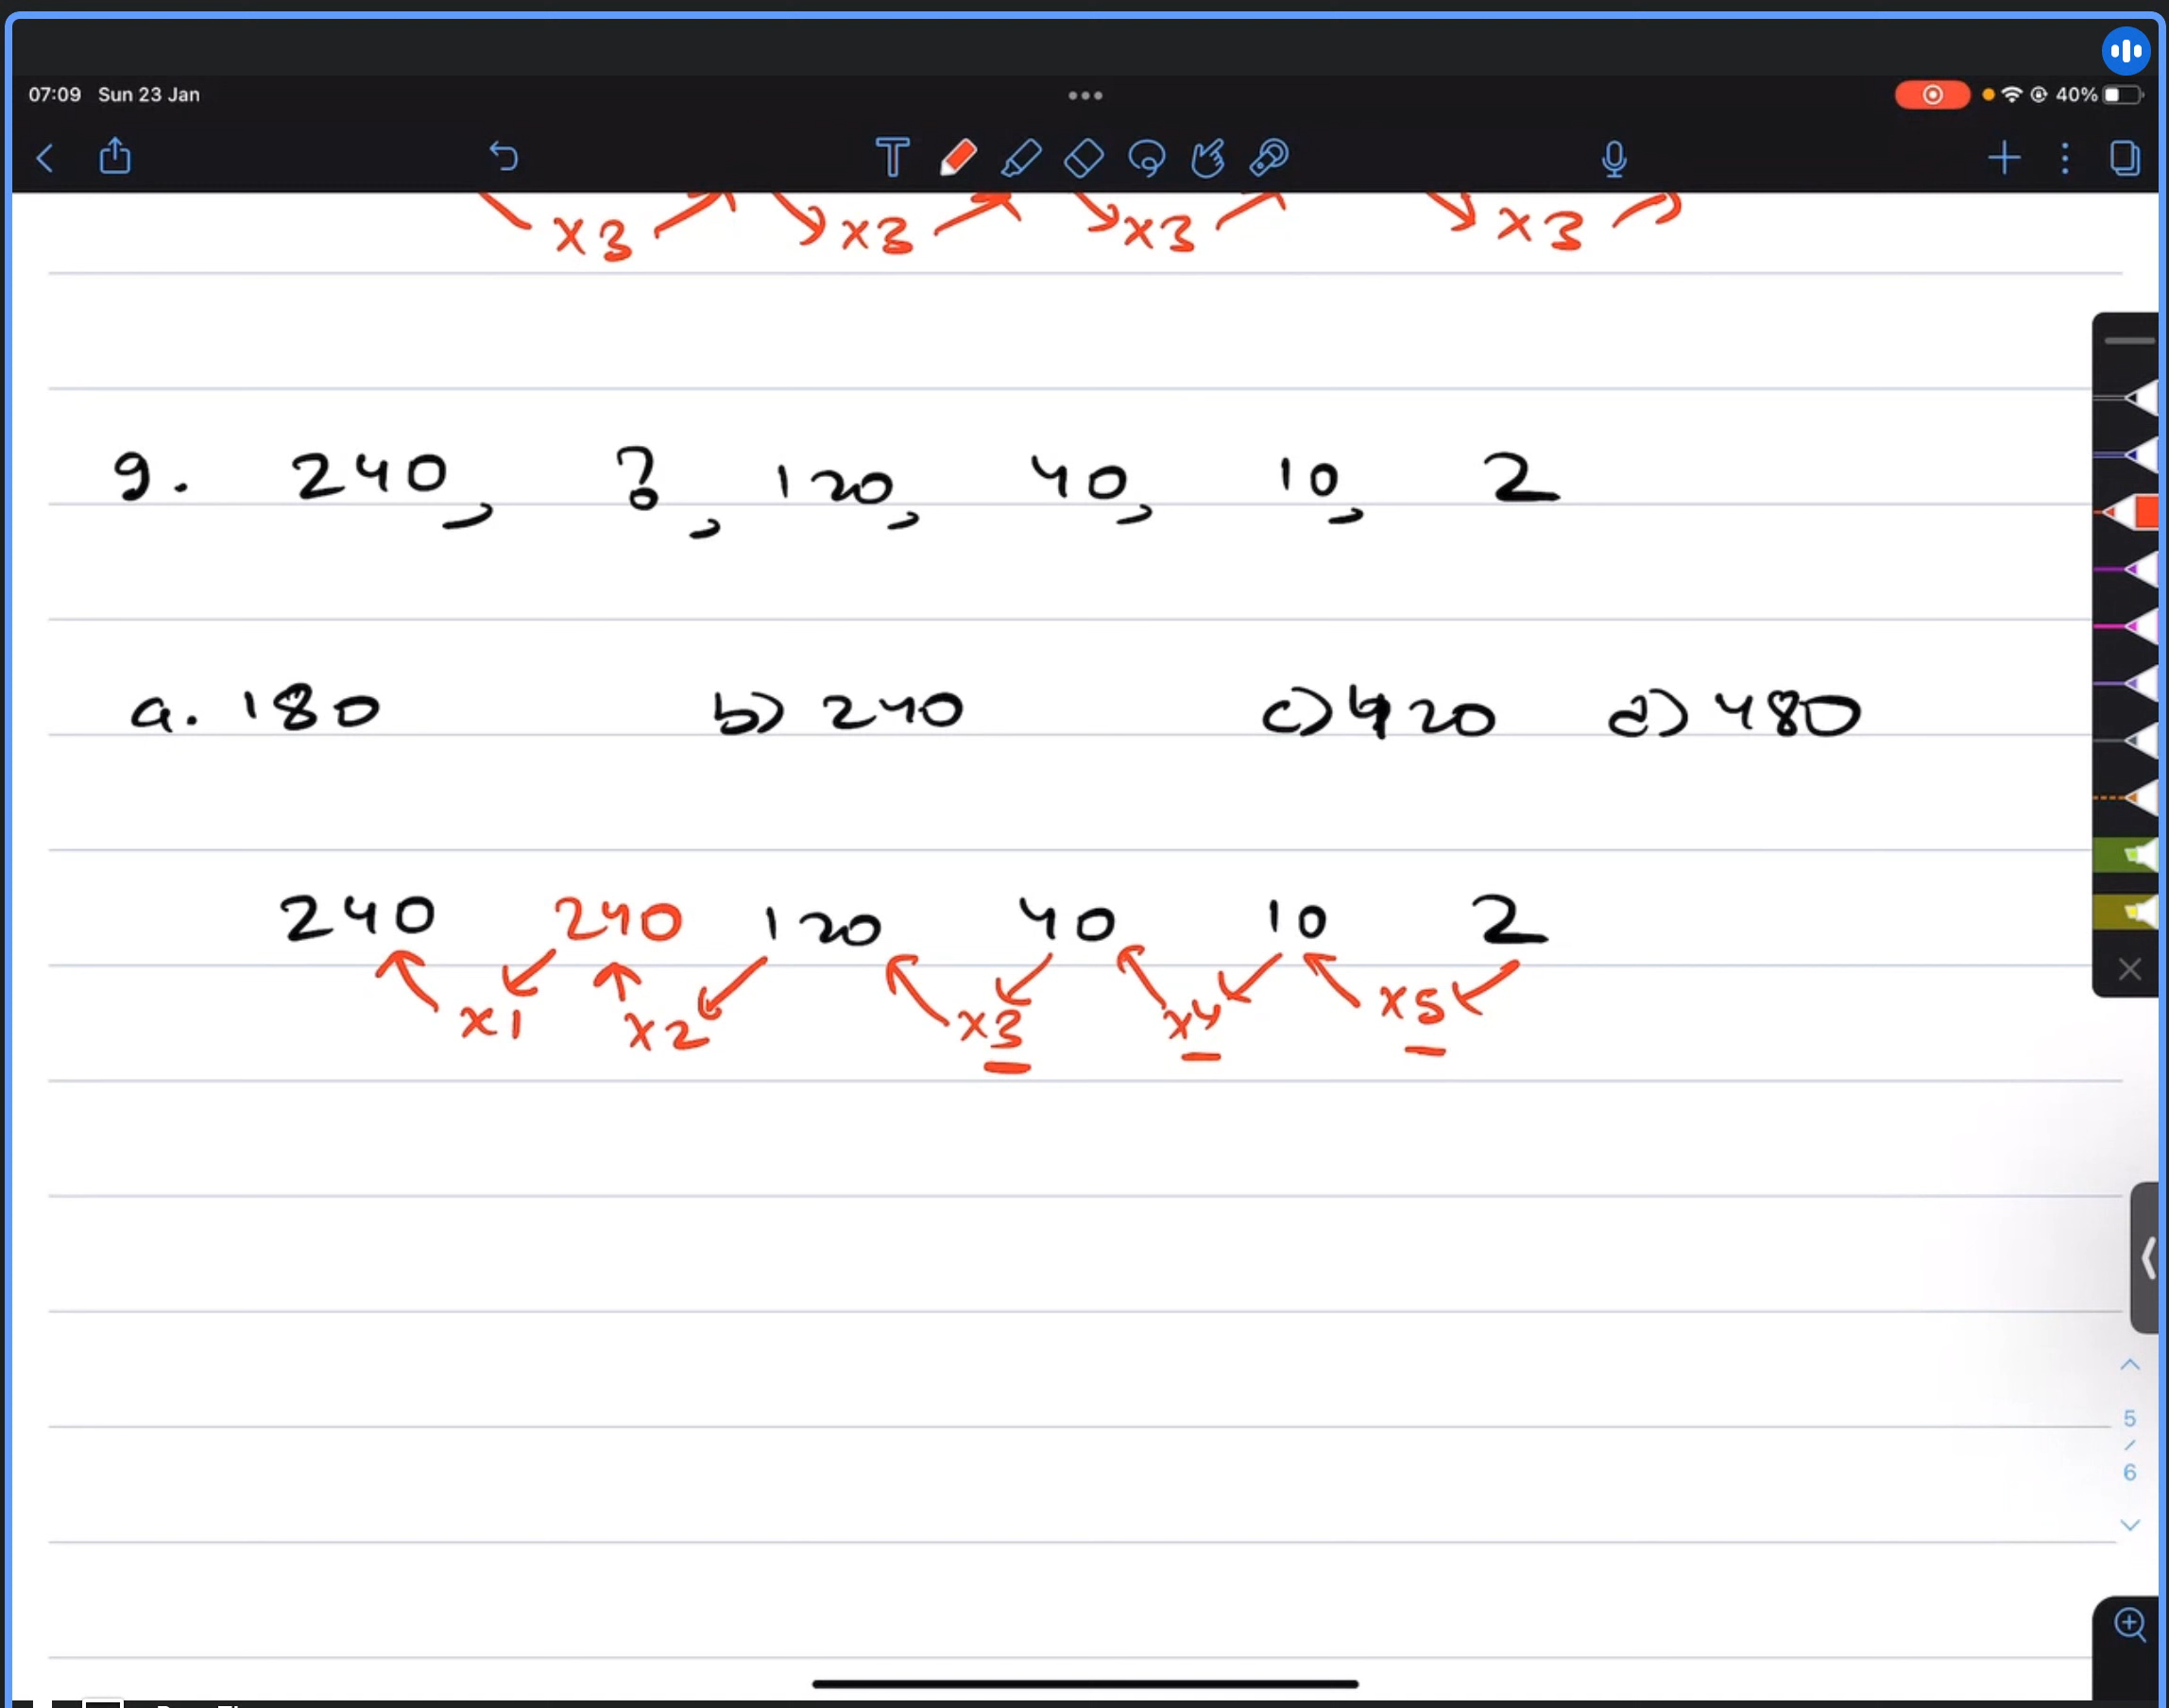 07:09 Sun 23 Jan
40%
T
x3 x3 x3 x3
9. 240, ?, 120, 40, 10, 2
a. 180 b) 240 c) 420 d) 480
240 240 120 40 10 2
x1 x2 x3 x4 x5
5
/
6